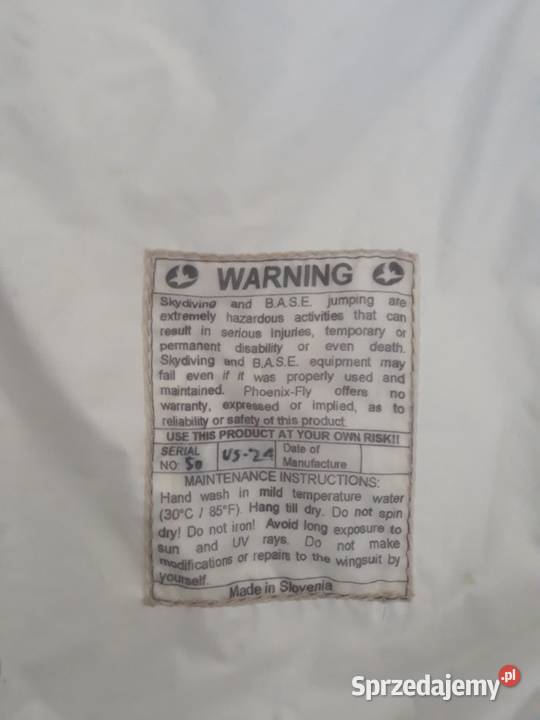 WARNING
Skydiving and B.A.S.E. jumping are
extremely hazardous activities that can
result in serious injuries, temporary or
permanent disability or even death.
Skydiving and B.A.S.E. equipment may
fail even if it was properly used and
maintained. Phoenix-Fly offers no
warranty, expressed or implied, as to
reliability or safety of this product.
USE THIS PRODUCT AT YOUR OWN RISK!!
SERIAL
NO: 50
Date of
Manufacture
MAINTENANCE INSTRUCTIONS:
Hand wash in mild temperature water
(30°C / 85°F). Hang till dry. Do not spin
dry! Do not iron! Avoid long exposure to
sun and UV rays. Do not make
modifications or repairs to the wingsuit by
yourself.
Made in Slovenia
Sprzedajemy.pl